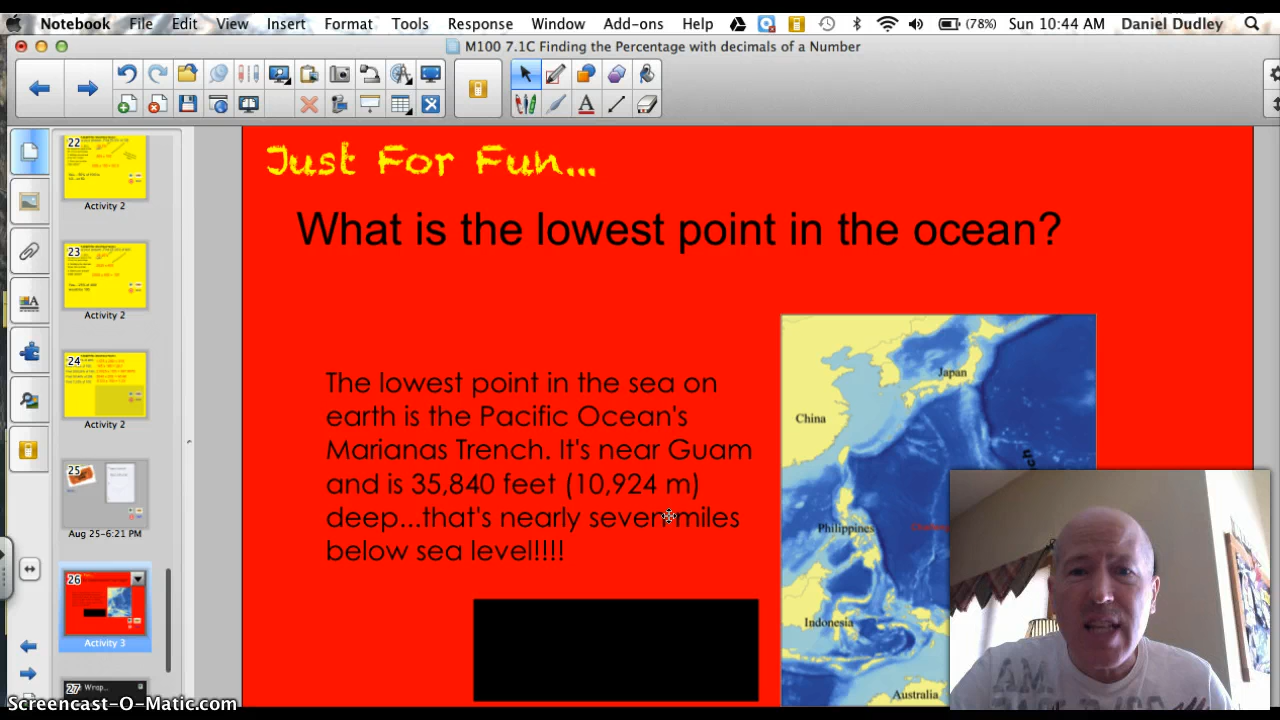 Notebook File Edit View Insert Format Tools Response Window Add-ons Help (78%) Sun 10:44 AM Daniel Dudley
M100 7.1C Finding the Percentage with decimals of a Number
22
Activity 2
23
Activity 2
24
Activity 2
25
Aug 25-6:21 PM
26
Activity 3
27 Wrap...
Just For Fun...
What is the lowest point in the ocean?
The lowest point in the sea on
earth is the Pacific Ocean's
Marianas Trench. It's near Guam
and is 35,840 feet (10,924 m)
deep...that's nearly seven miles
below sea level!!!!
Japan
China
Philippines
Indonesia
Australia
Screencast-O-Matic.com